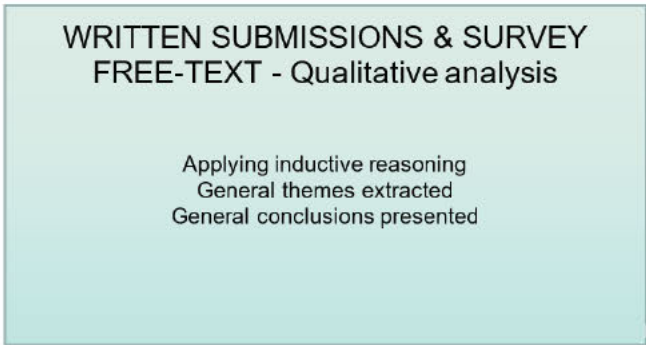 WRITTEN SUBMISSIONS & SURVEY
FREE-TEXT - Qualitative analysis
Applying inductive reasoning
General themes extracted
General conclusions presented